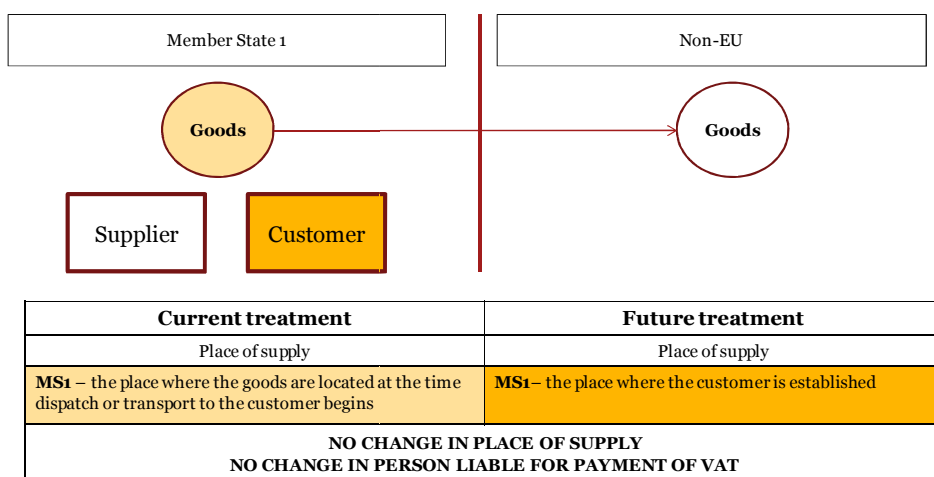 Member State 1
Non-EU
Goods
Goods
Supplier
Customer
Current treatment
Future treatment
Place of supply
Place of supply
MS1 – the place where the goods are located at the time
dispatch or transport to the customer begins
MS1– the place where the customer is established
NO CHANGE IN PLACE OF SUPPLY
NO CHANGE IN PERSON LIABLE FOR PAYMENT OF VAT